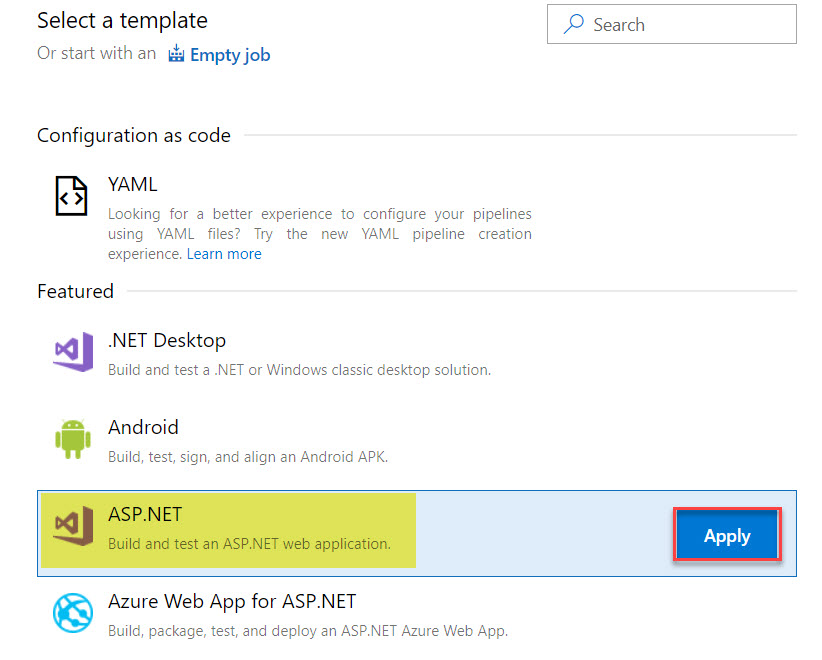 Select a template
Search
Or start with an Empty job
Configuration as code
YAML
Looking for a better experience to configure your pipelines
using YAML files? Try the new YAML pipeline creation
experience. Learn more
Featured
.NET Desktop
Build and test a .NET or Windows classic desktop solution.
Android
Build, test, sign, and align an Android APK.
ASP.NET
Build and test an ASP.NET web application.
Apply
Azure Web App for ASP.NET
Build, package, test, and deploy an ASP.NET Azure Web App.